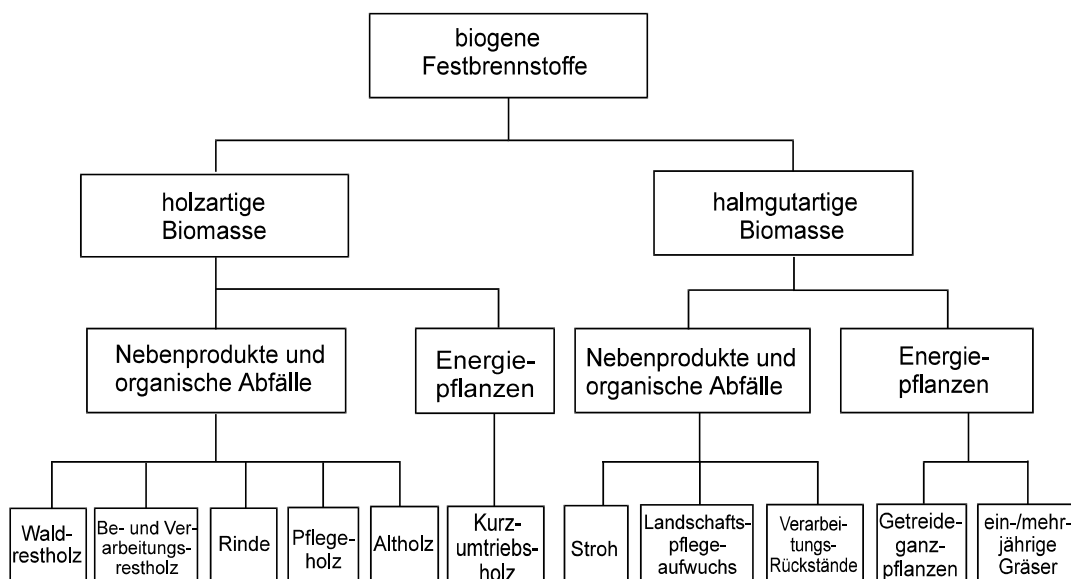 biogene
Festbrennstoffe
holzartige
Biomasse
halmgutartige
Biomasse
Nebenprodukte und
organische Abfälle
Energie-
pflanzen
Nebenprodukte und
organische Abfälle
Energie-
pflanzen
Wald-
restholz
Be- und Ver-
arbeitungs-
restholz
Rinde
Pflege-
holz
Altholz
Kurz-
umtriebs-
holz
Stroh
Landschafts-
pflege-
aufwuchs
Verarbei-
tungs-
Rückstände
Getreide-
ganz-
pflanzen
ein-/mehr-
jährige
Gräser